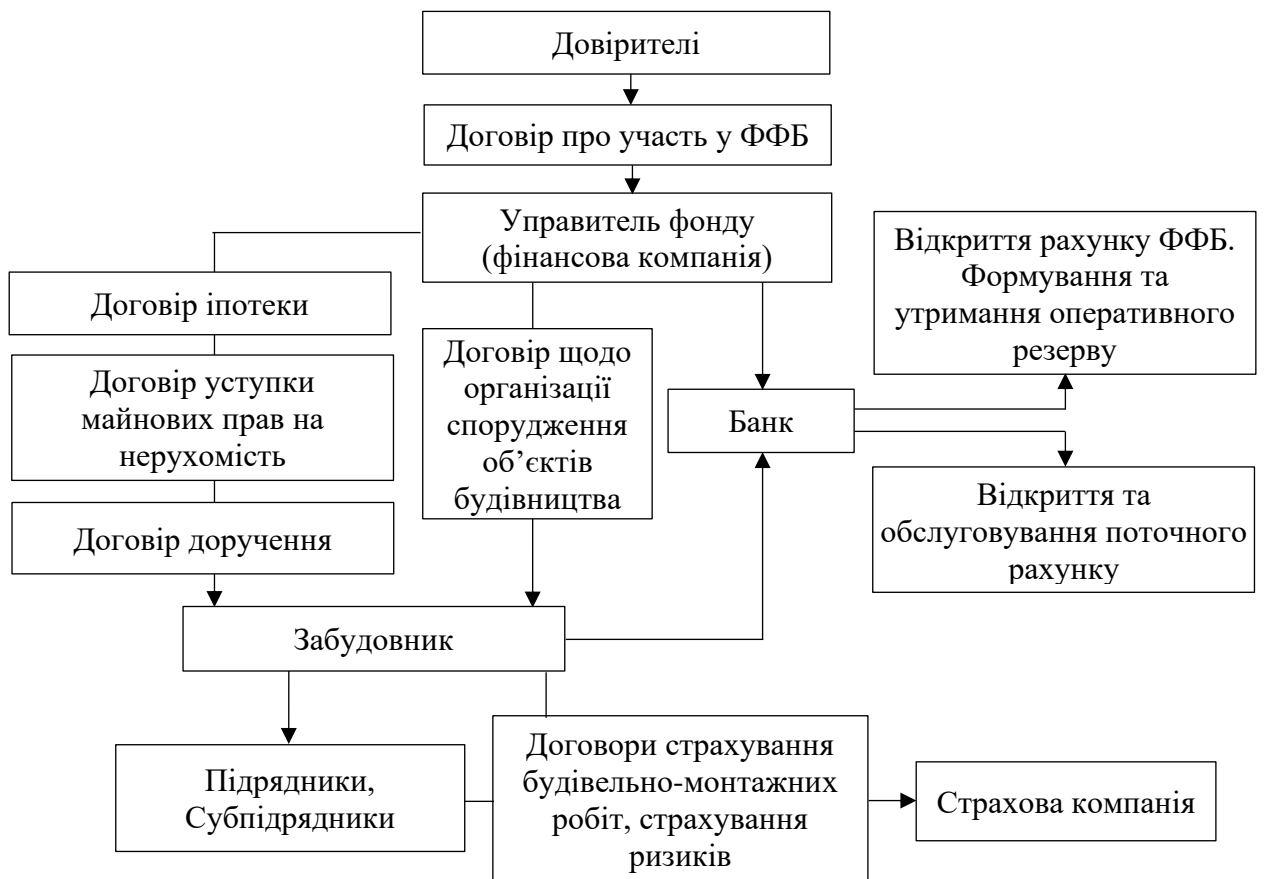 Довірителі
Договір про участь у ФФБ
Управитель фонду
(фінансова компанія)
Відкриття рахунку ФФБ.
Формування та
утримання оперативного
резерву
Договір іпотеки
Договір уступки
майнових прав на
нерухомість
Договір доручення
Договір щодо
організації
спорудження
об’єктів
будівництва
Банк
Відкриття та
обслуговування поточного
рахунку
Забудовник
Підрядники,
Субпідрядники
Договори страхування
будівельно-монтажних
робіт, страхування
ризиків
Страхова компанія